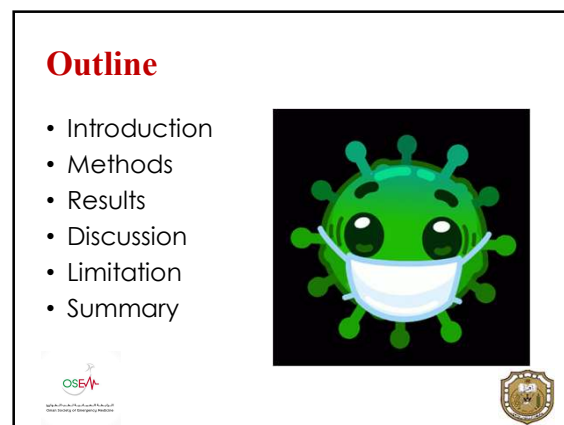 Outline
• Introduction
• Methods
• Results
• Discussion
• Limitation
• Summary
OSEM
Oman Society of Emergency Medicine